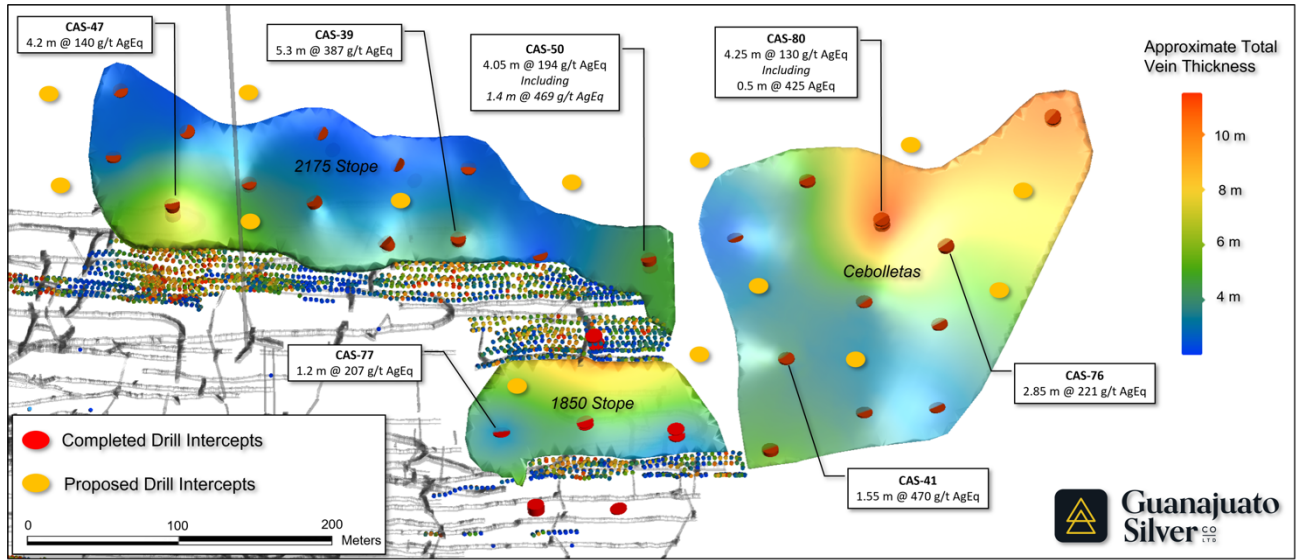 CAS-47
4.2 m @ 140 g/t AgEq
CAS-39
5.3 m @ 387 g/t AgEq
CAS-50
4.05 m @ 194 g/t AgEq
Including
1.4 m @ 469 g/t AgEq
CAS-80
4.25 m @ 130 g/t AgEq
Including
0.5 m @ 425 AgEq
Approximate Total
Vein Thickness
10 m
8 m
6 m
4 m
2175 Stope
Cebolletas
CAS-77
1.2 m @ 207 g/t AgEq
1850 Stope
CAS-76
2.85 m @ 221 g/t AgEq
CAS-41
1.55 m @ 470 g/t AgEq
Completed Drill Intercepts
Proposed Drill Intercepts
0 100 200
Meters
Guanajuato
Silver CO
LTD